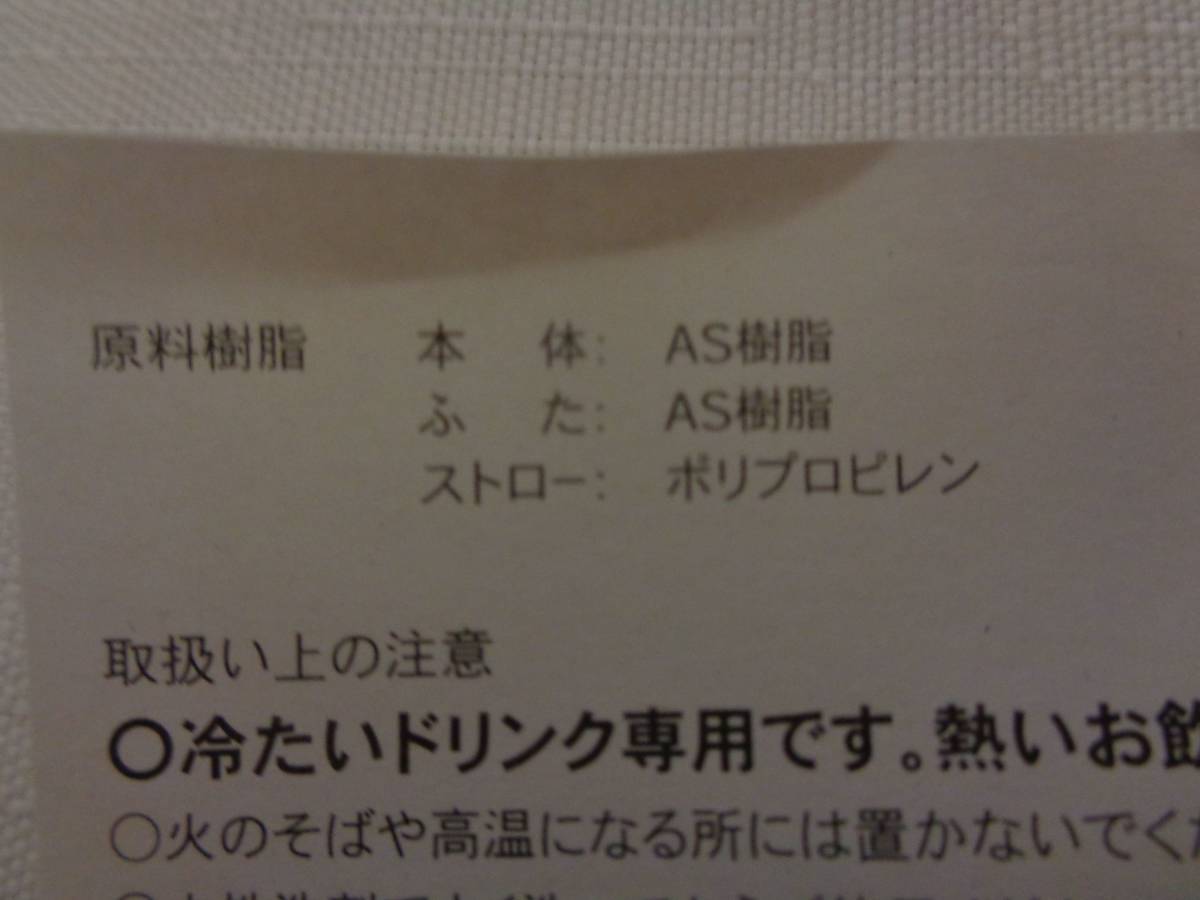 原料樹脂 本 体: AS樹脂
ふ た: AS樹脂
ストロー: ポリプロピレン
取扱い上の注意
○冷たいドリンク専用です。熱いお飲
○火のそばや高温になる所には置かないでくだ